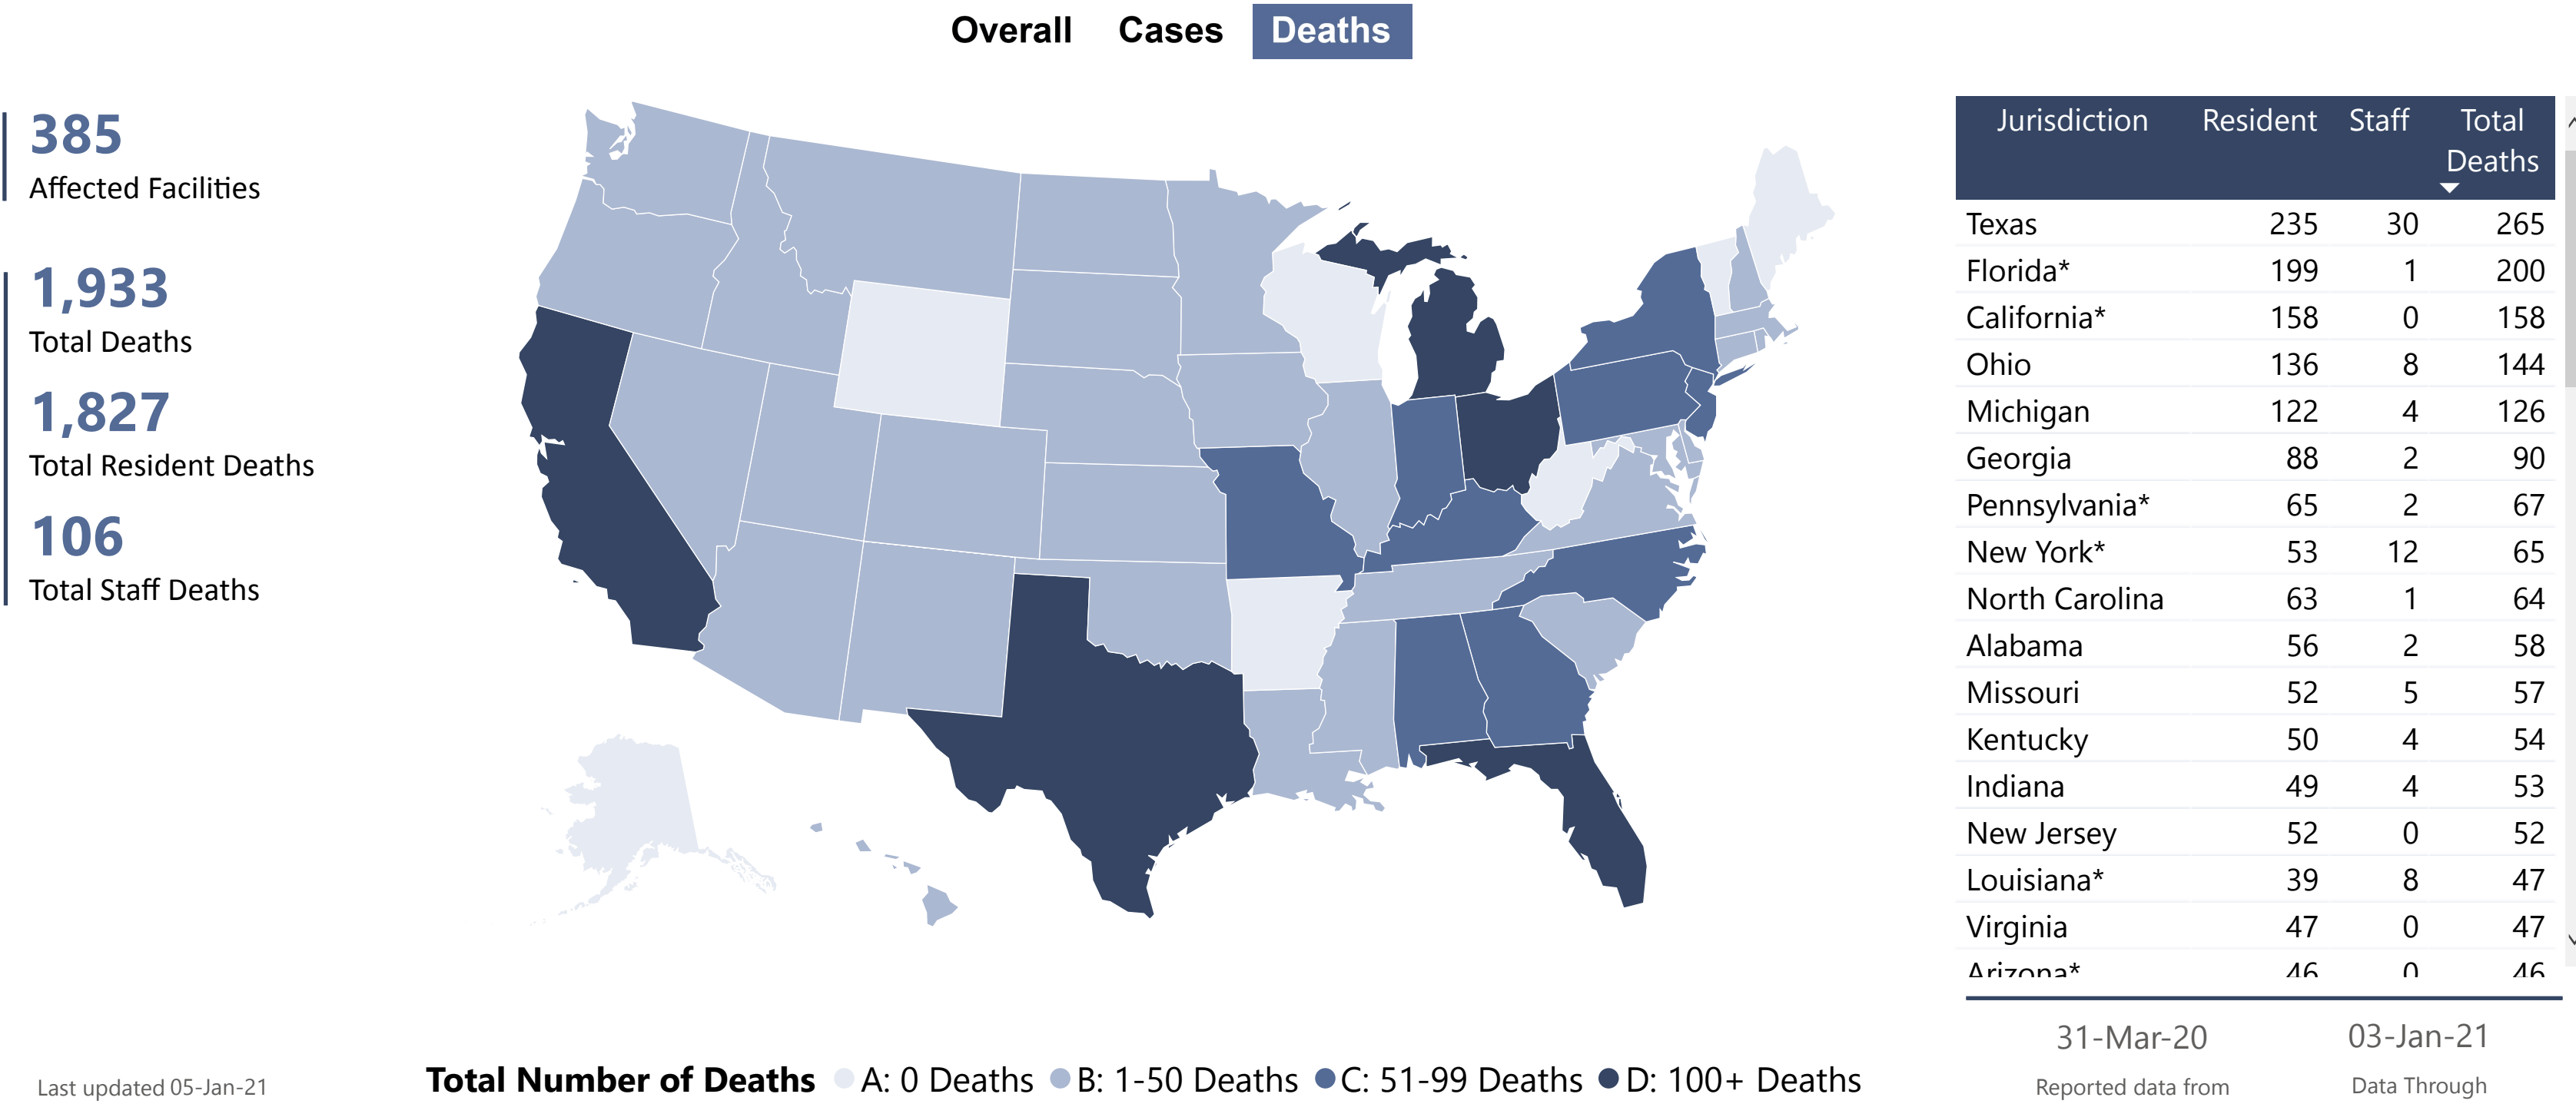 Overall Cases Deaths
385
Affected Facilities
1,933
Total Deaths
1,827
Total Resident Deaths
106
Total Staff Deaths
Jurisdiction Resident Staff Total Deaths
Texas 235 30 265
Florida* 199 1 200
California* 158 0 158
Ohio 136 8 144
Michigan 122 4 126
Georgia 88 2 90
Pennsylvania* 65 2 67
New York* 53 12 65
North Carolina 63 1 64
Alabama 56 2 58
Missouri 52 5 57
Kentucky 50 4 54
Indiana 49 4 53
New Jersey 52 0 52
Louisiana* 39 8 47
Virginia 47 0 47
Arizona* 46 0 46
31-Mar-20 03-Jan-21
Reported data from Data Through
Total Number of Deaths A: 0 Deaths B: 1-50 Deaths C: 51-99 Deaths D: 100+ Deaths
Last updated 05-Jan-21